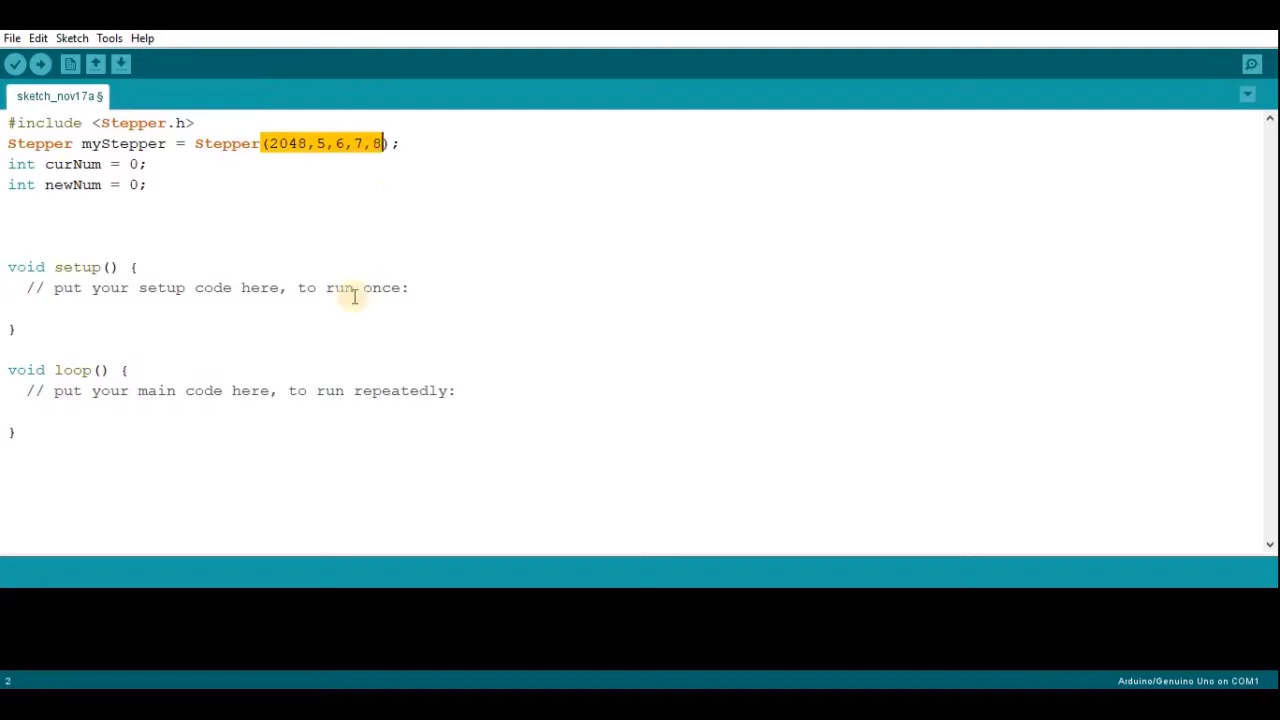 File Edit Sketch Tools Help
sketch_nov17a §
#include <Stepper.h>
Stepper myStepper = Stepper(2048,5,6,7,8);
int curNum = 0;
int newNum = 0;
void setup() {
// put your setup code here, to run once:
}
void loop() {
// put your main code here, to run repeatedly:
}
2
Arduino/Genuino Uno on COM1